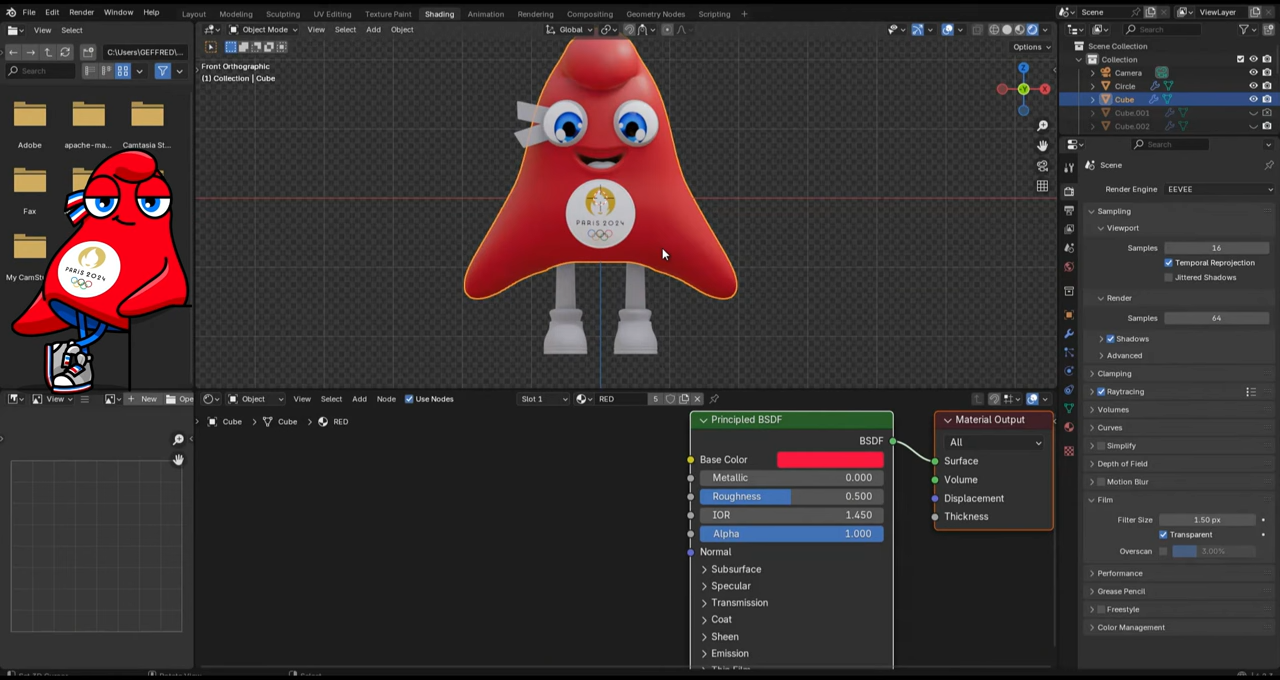 File Edit Render Window Help Layout Modeling Sculpting UV Editing Texture Paint Shading Animation Rendering Compositing Geometry Nodes Scripting Scene ViewLayer
View Select Object Mode View Select Add Object Global Search
C:\Users\GEFFRED\... Options
Search
Front Orthographic
(1) Collection | Cube
Scene Collection
Collection
Camera
Circle
Cube
Cube.001
Cube.002
Z
Y
X
Adobe apache-ma... Camtasia St...
Fax
My CamSt
PARIS 2024
PARIS 2024
Search
Scene
Render Engine EEVEE
Sampling
Viewport
Samples 16
Temporal Reprojection
Jittered Shadows
Render
Samples 64
Shadows
Advanced
Clamping
Raytracing
Volumes
Curves
Simplify
Depth of Field
Motion Blur
Film
Filter Size 1.50 px
Transparent
Overscan 3.00%
Performance
Grease Pencil
Freestyle
Color Management
View New Ope
Object View Select Add Node Use Nodes Slot 1 RED 5
Cube Cube RED
Principled BSDF
BSDF
Base Color
Metallic 0.000
Roughness 0.500
IOR 1.450
Alpha 1.000
Normal
Subsurface
Specular
Transmission
Coat
Sheen
Emission
Material Output
All
Surface
Volume
Displacement
Thickness